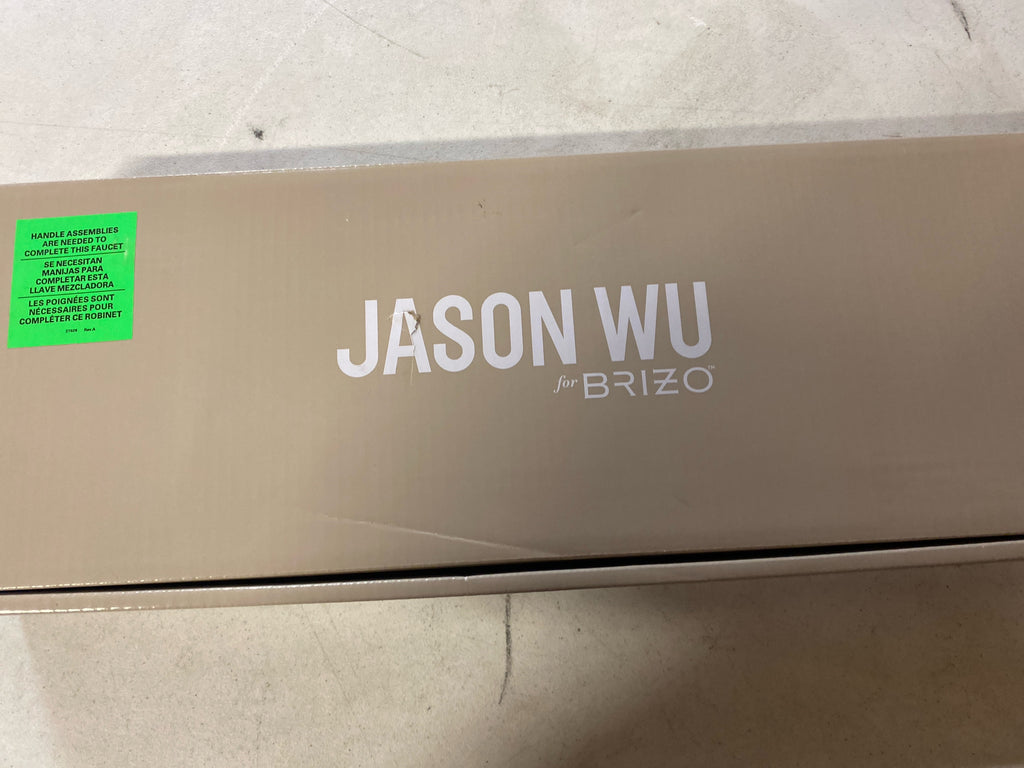 HANDLE ASSEMBLIES
ARE NEEDED TO
COMPLETE THIS FAUCET
SE NECESITAN
MANIJAS PARA
COMPLETAR ESTA
LLAVE MEZCLADORA
LES POIGNÉES SONT
NÉCESSAIRES POUR
COMPLÉTER CE ROBINET
Rev A
JASON WU
for BRIZO